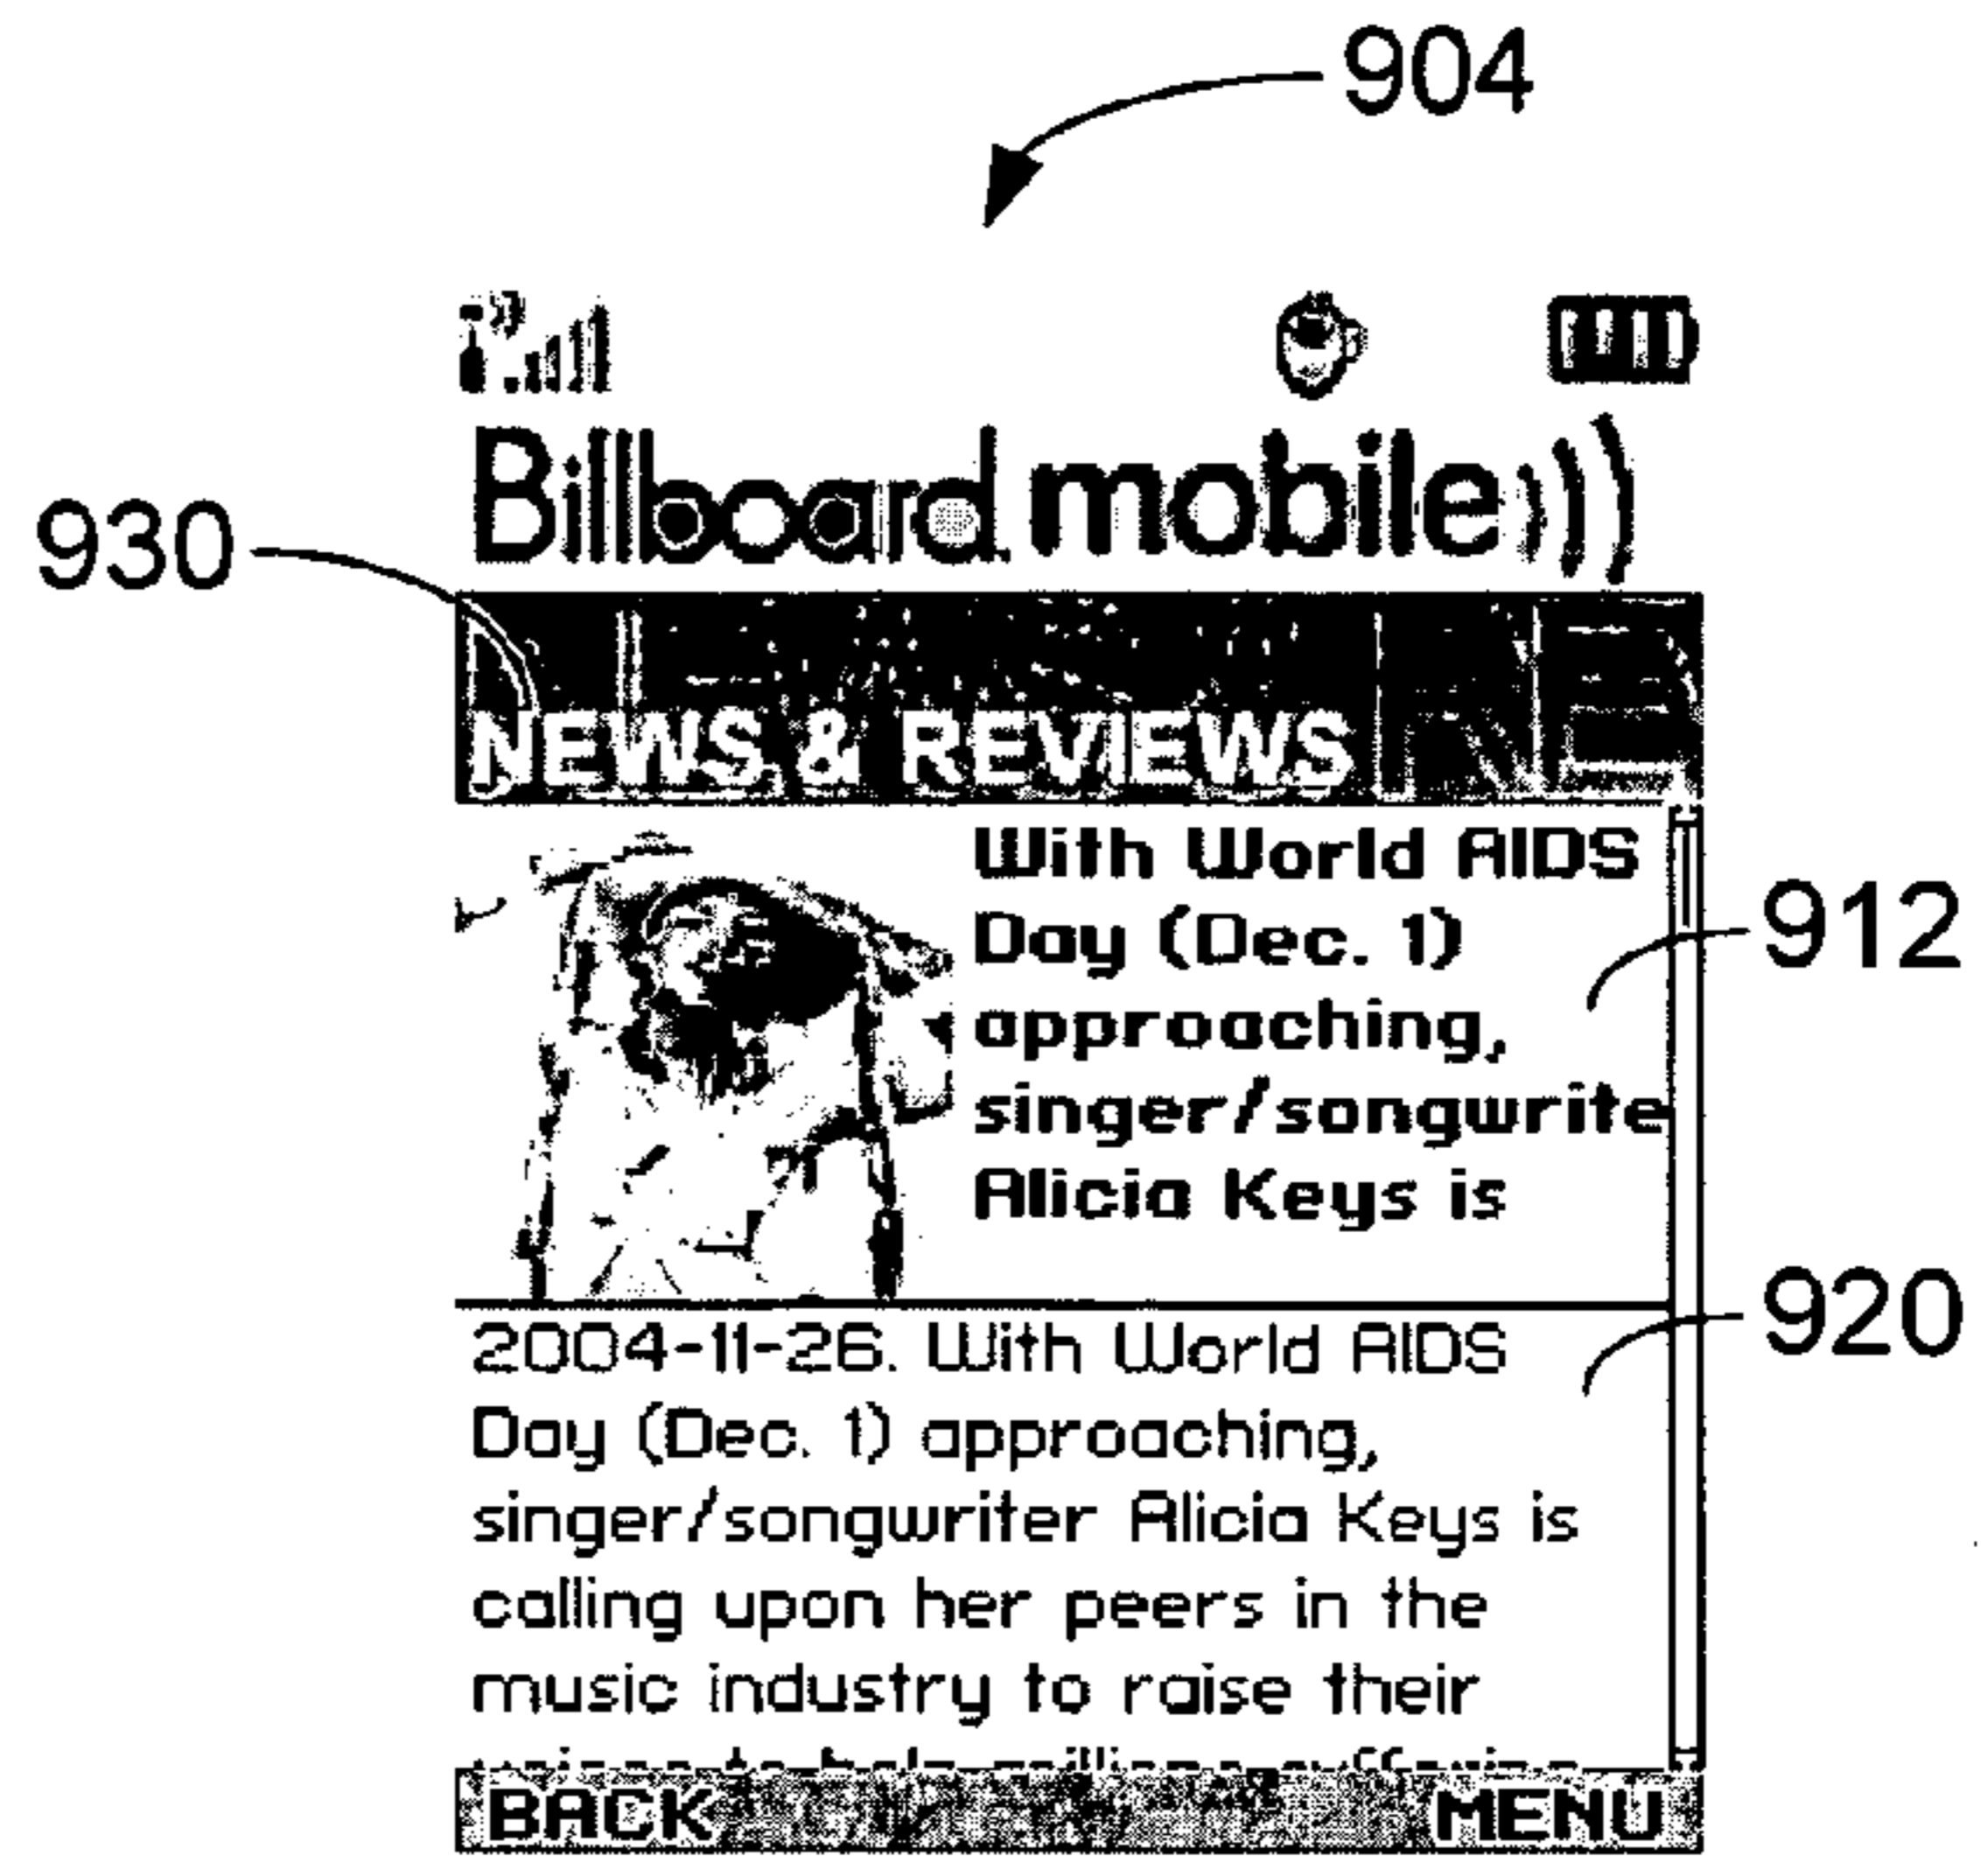 904
Billboard mobile
930
NEWS & REVIEWS
With World AIDS
Day (Dec. 1)
912
approaching,
singer/songwrite
Alicia Keys is
920
2004-11-26. With World AIDS
Day (Dec. 1) approaching,
singer/songwriter Alicia Keys is
calling upon her peers in the
music industry to raise their
BACK
MENU